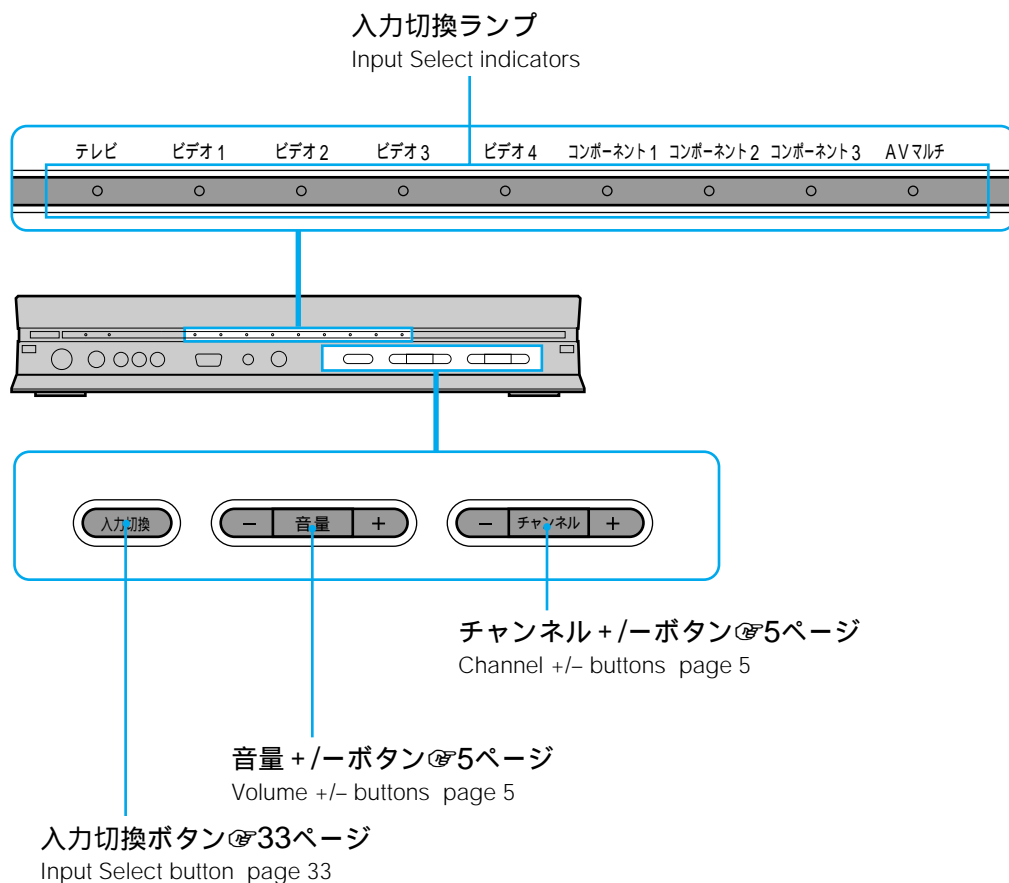 入力切換ランプ
Input Select indicators
テレビ ビデオ1 ビデオ2 ビデオ3 ビデオ4 コンポーネント1 コンポーネント2 コンポーネント3 AVマルチ
入力切換 － 音量 ＋ － チャンネル ＋
チャンネル＋/ーボタン☞5ページ
Channel +/– buttons page 5
音量＋/ーボタン☞5ページ
Volume +/– buttons page 5
入力切換ボタン☞33ページ
Input Select button page 33